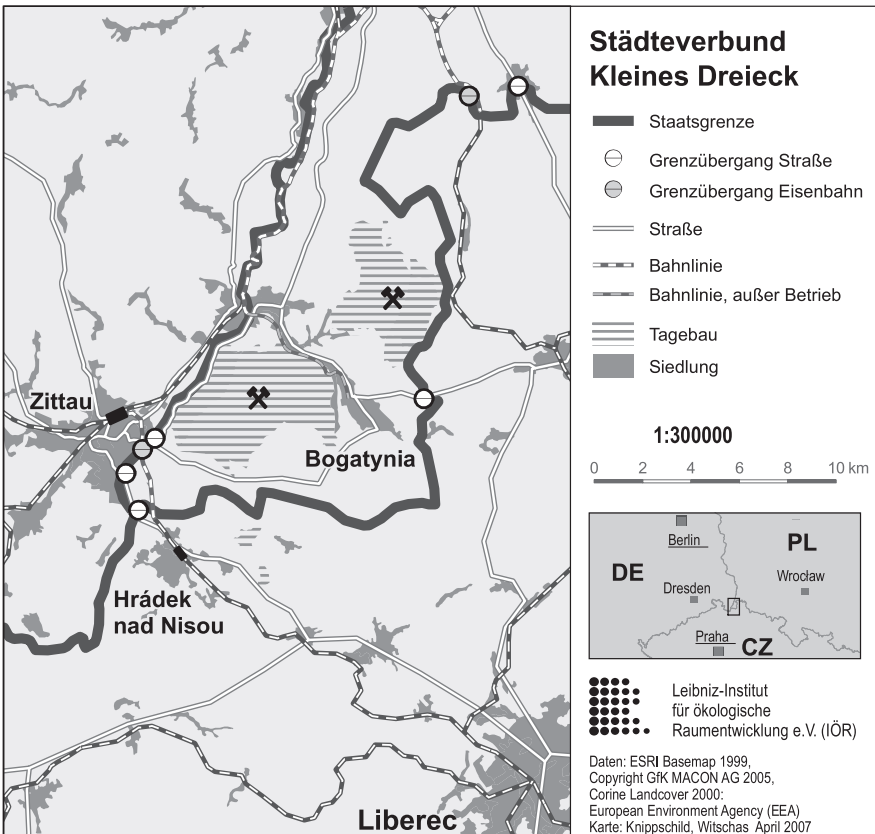 Städteverbund
Kleines Dreieck
Staatsgrenze
Grenzübergang Straße
Grenzübergang Eisenbahn
Straße
Bahnlinie
Bahnlinie, außer Betrieb
Tagebau
Siedlung
Zittau
Bogatynia
Hrádek
nad Nisou
Liberec
1:300000
0 2 4 6 8 10 km
Berlin
PL
DE
Wrocław
Dresden
Praha
CZ
Leibniz-Institut
für ökologische
Raumentwicklung e.V. (IÖR)
Daten: ESRI Basemap 1999,
Copyright GfK MACON AG 2005,
Corine Landcover 2000:
European Environment Agency (EEA)
Karte: Knippschild, Witschas April 2007